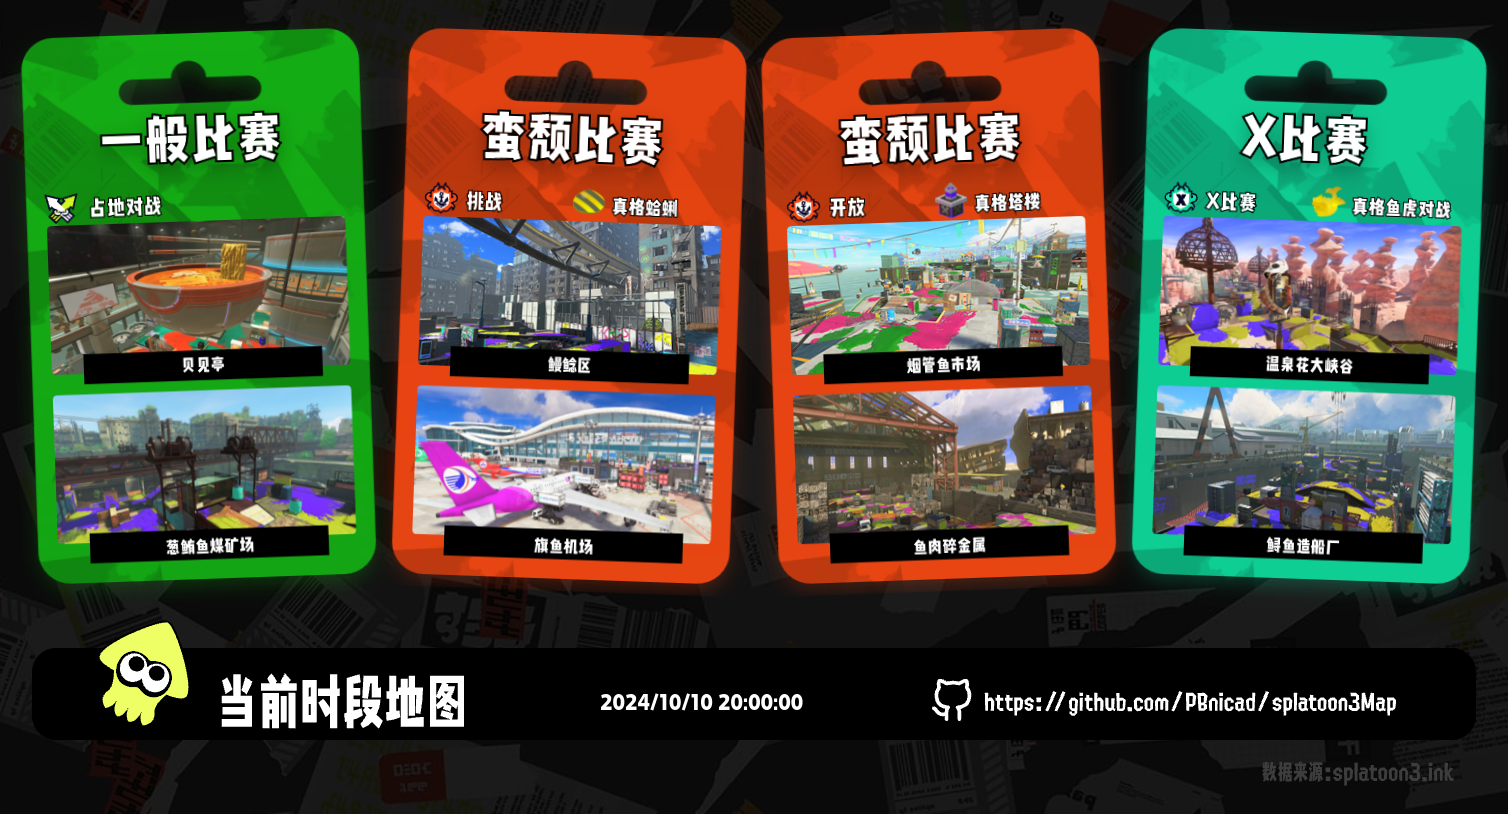 一般比赛
占地对战
贝见亭
葱鲔鱼煤矿场
蛮颓比赛
挑战
真格蛤蜊
鳗鲶区
旗鱼机场
蛮颓比赛
开放
真格塔楼
烟管鱼市场
鱼肉碎金属
X比赛
X比赛
真格鱼虎对战
温泉花大峡谷
鲟鱼造船厂
当前时段地图
2024/10/10 20:00:00
https://github.com/PBnicad/splatoon3Map
数据来源:splatoon3.ink